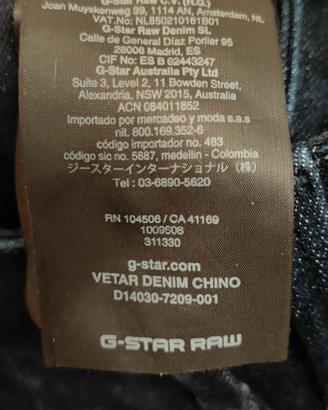 G-Star Raw C.V. (H.O.)
Joan Muyskenweg 39, 1114 AN, Amsterdam, NL
VAT.No: NL850210161B01
G-Star Raw Denim SL
Calle de General Díaz Porlier 95
28006 Madrid, ES
CIF No: ES B 62443247
G-Star Australia Pty Ltd
Suite 3, Level 2, 11 Bowden Street,
Alexandria, NSW 2015, Australia
ACN 084011852
Importado por mercadeo y moda s.a.s
nit. 800.169.352-6
código importador no. 483
código sic no. 5887, medellin - Colombia
ジースターインターナショナル（株）
Tel : 03-6890-5620
RN 104506 / CA 41169
1009508
311330
g-star.com
VETAR DENIM CHINO
D14030-7209-001
G-STAR RAW